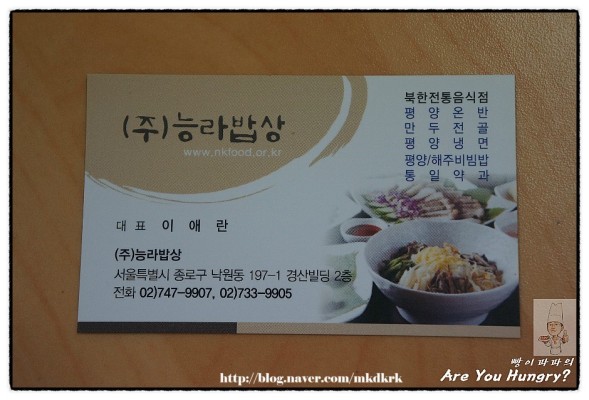 (주)능라밥상
www.nkfood.or.kr
북한전통음식점
평양온반
만두전골
평양냉면
평양/해주비빔밥
통일약과
대표 이애란
(주)능라밥상
서울특별시 종로구 낙원동 197-1 경산빌딩 2층
전화 02)747-9907, 02)733-9905
빵이파파의
Are You Hungry?
http://blog.naver.com/mkdkrk